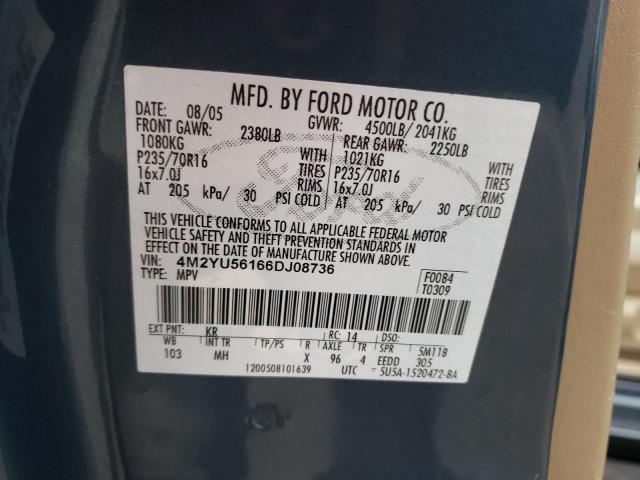 MFD. BY FORD MOTOR CO.
DATE: 08/05 GVWR: 4500LB/ 2041KG
FRONT GAWR: 2380LB REAR GAWR: 2250LB
1080KG WITH 1021KG WITH
P235/70R16 TIRES P235/70R16 TIRES
16x7.0J RIMS 16x7.0J RIMS
AT 205 kPa/ 30 PSI COLD AT 205 kPa/ 30 PSI COLD
Ford
THIS VEHICLE CONFORMS TO ALL APPLICABLE FEDERAL MOTOR
VEHICLE SAFETY AND THEFT PREVENTION STANDARDS IN
EFFECT ON THE DATE OF MANUFACTURE SHOWN ABOVE.
VIN: 4M2YU56166DJ08736
TYPE: MPV
F0084
T0309
EXT PNT: KR RC: 14 DSO:
WB INT TR TP/PS R AXLE TR SPR 5M11B
103 MH X 96 4 EEDD 305
1200508101639 UTC 5U5A-1520472-BA